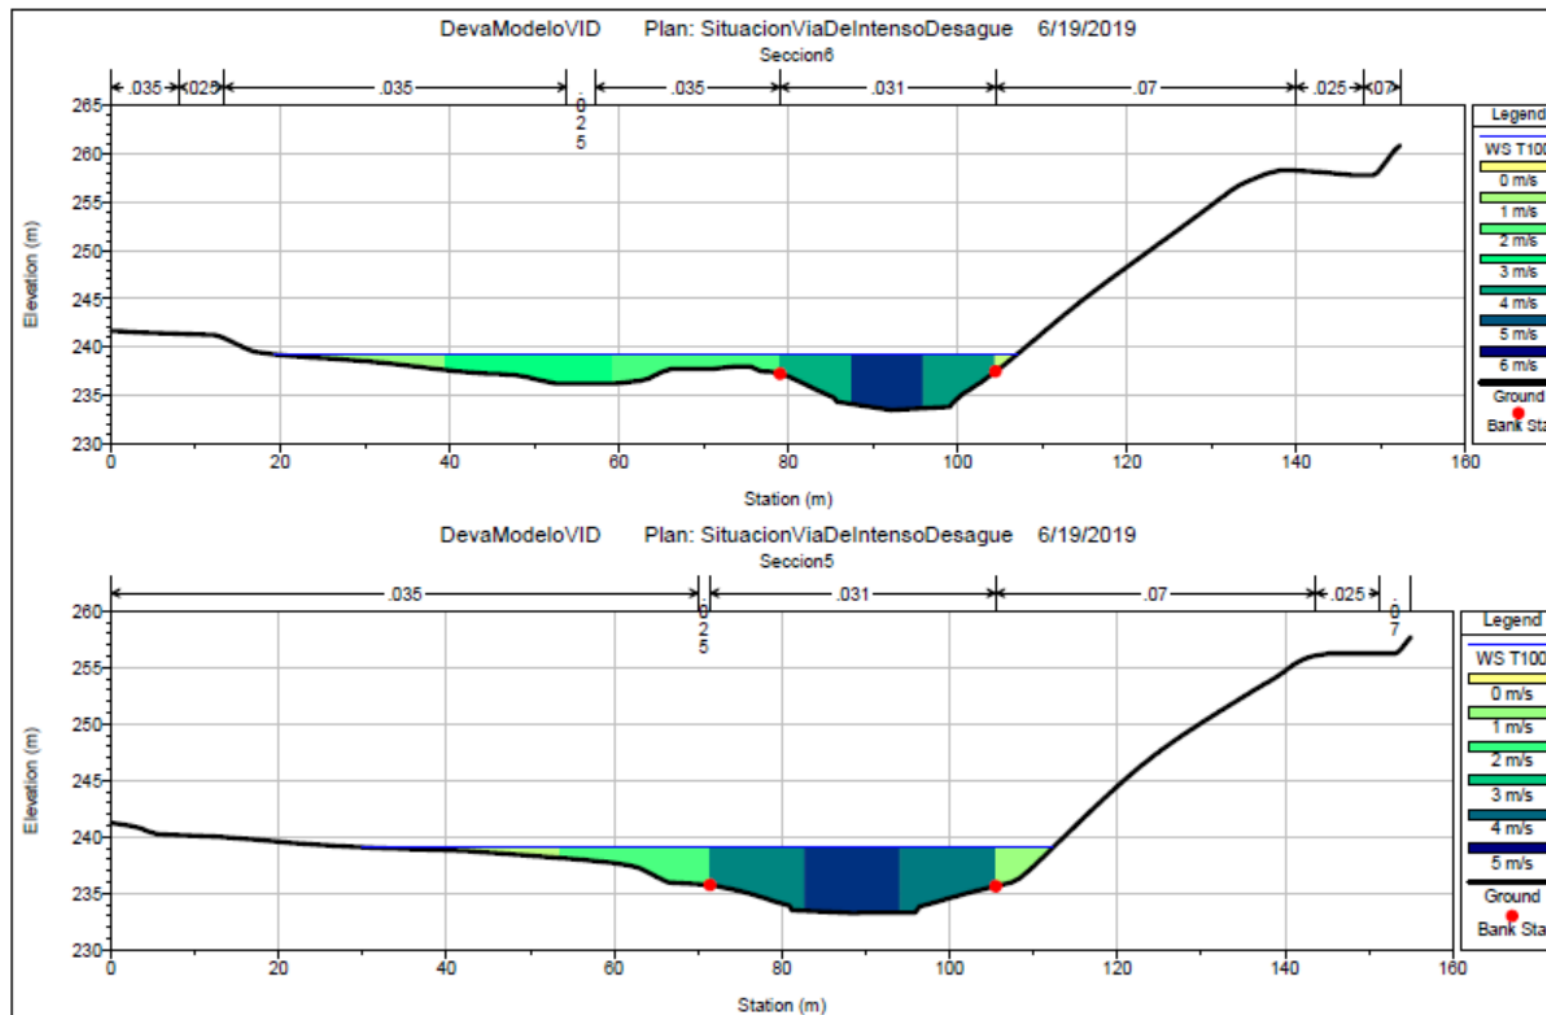 DevaModeloVID Plan: SituacionViaDeIntensoDesague 6/19/2019
Seccion6
.035 .025 .035 .025 .035 .031 .07 .025 .07
Legend
WS T100
0 m/s
1 m/s
2 m/s
3 m/s
4 m/s
5 m/s
6 m/s
Ground
Bank Sta
265
260
255
250
245
240
235
230
Elevation (m)
0 20 40 60 80 100 120 140 160
Station (m)
DevaModeloVID Plan: SituacionViaDeIntensoDesague 6/19/2019
Seccion5
.035 .025 .031 .07 .025 .07
Legend
WS T100
0 m/s
1 m/s
2 m/s
3 m/s
4 m/s
5 m/s
Ground
Bank Sta
260
255
250
245
240
235
230
Elevation (m)
0 20 40 60 80 100 120 140 160
Station (m)